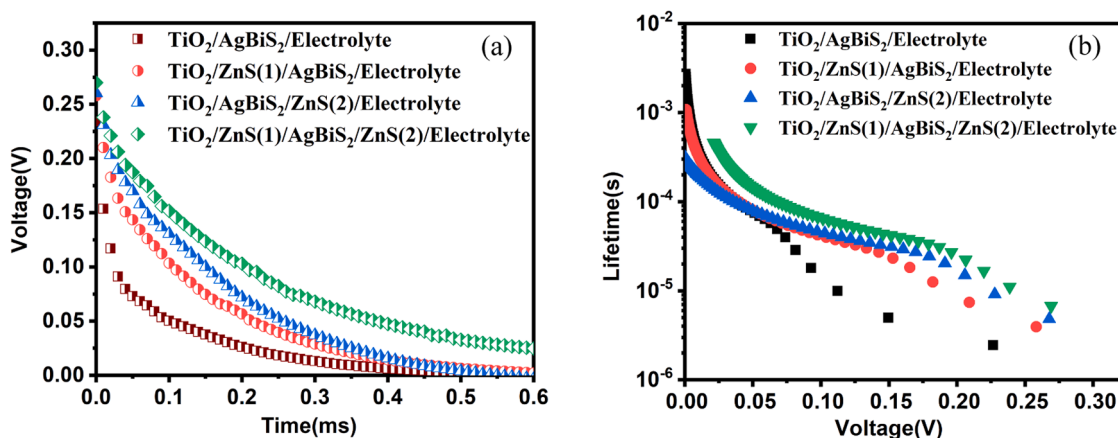 (a)
TiO2/AgBiS2/Electrolyte
TiO2/ZnS(1)/AgBiS2/Electrolyte
TiO2/AgBiS2/ZnS(2)/Electrolyte
TiO2/ZnS(1)/AgBiS2/ZnS(2)/Electrolyte
Voltage(V)
0.30
0.25
0.20
0.15
0.10
0.05
0.00
0.0 0.1 0.2 0.3 0.4 0.5 0.6
Time(ms)
(b)
TiO2/AgBiS2/Electrolyte
TiO2/ZnS(1)/AgBiS2/Electrolyte
TiO2/AgBiS2/ZnS(2)/Electrolyte
TiO2/ZnS(1)/AgBiS2/ZnS(2)/Electrolyte
Lifetime(s)
10-2
10-3
10-4
10-5
10-6
0.00 0.05 0.10 0.15 0.20 0.25 0.30
Voltage(V)